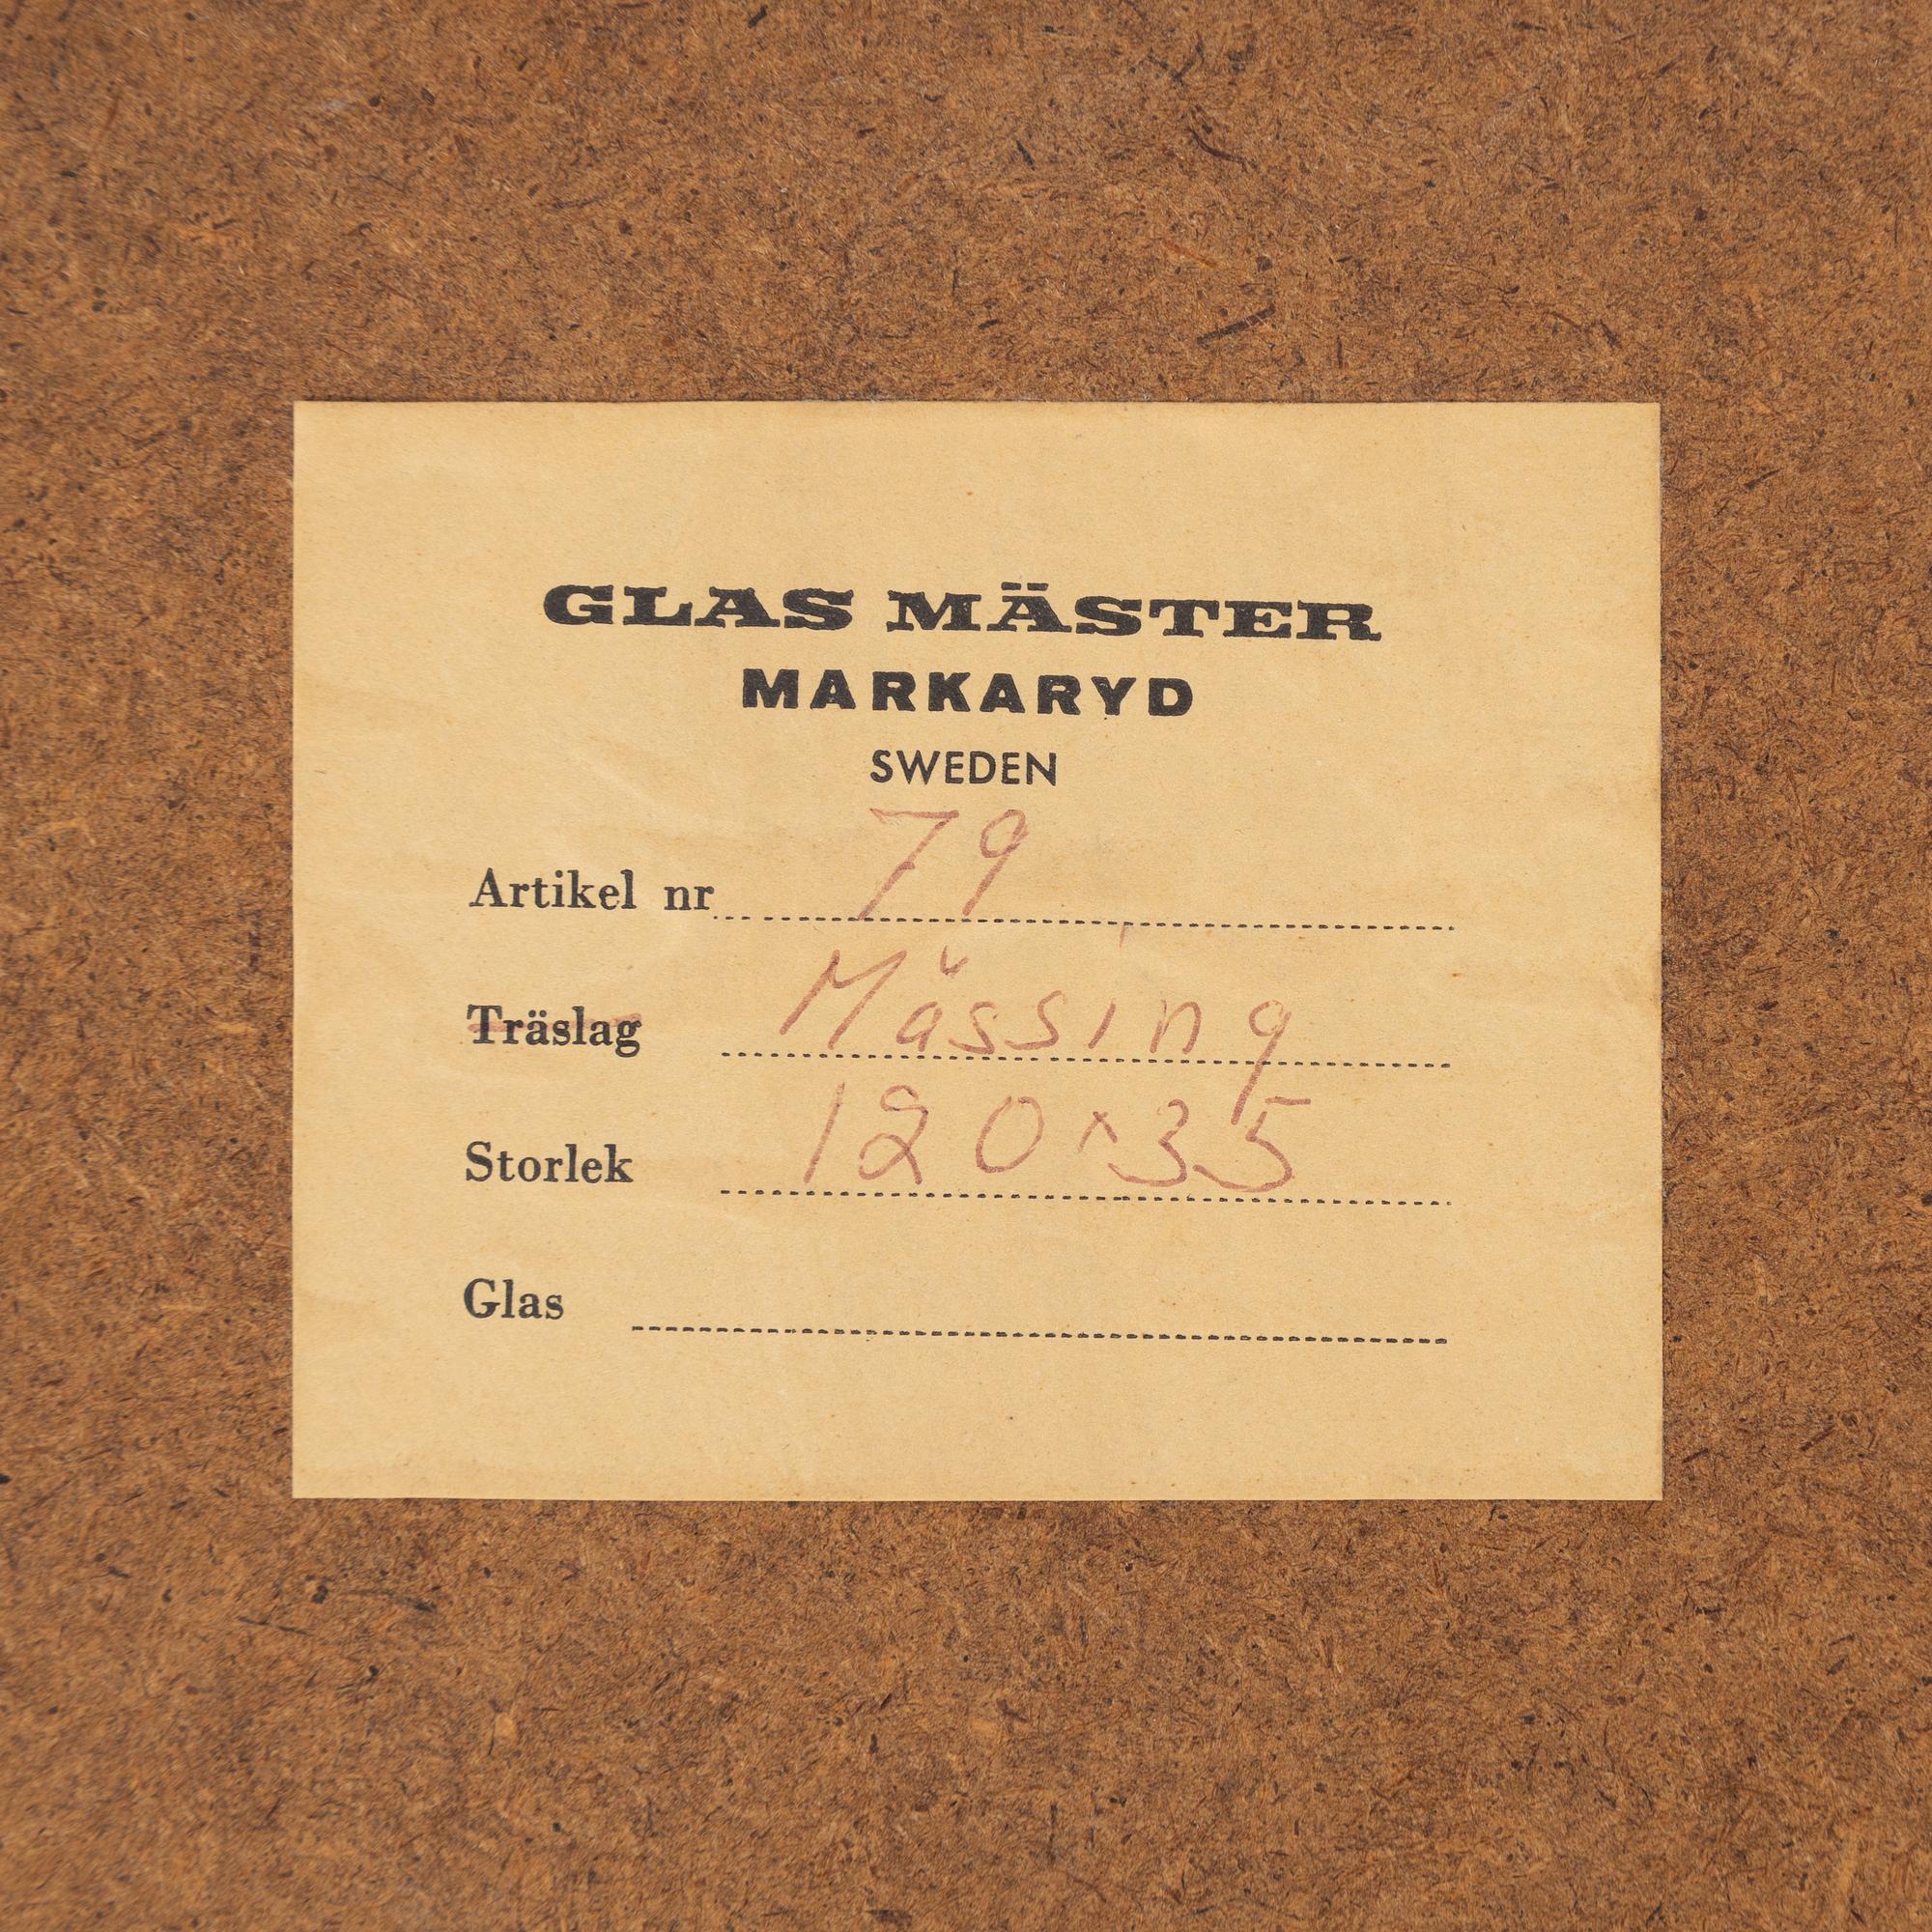 GLAS MÄSTER
MARKARYD
SWEDEN
Artikel nr 79
Träslag Mässing
Storlek 120x35
Glas